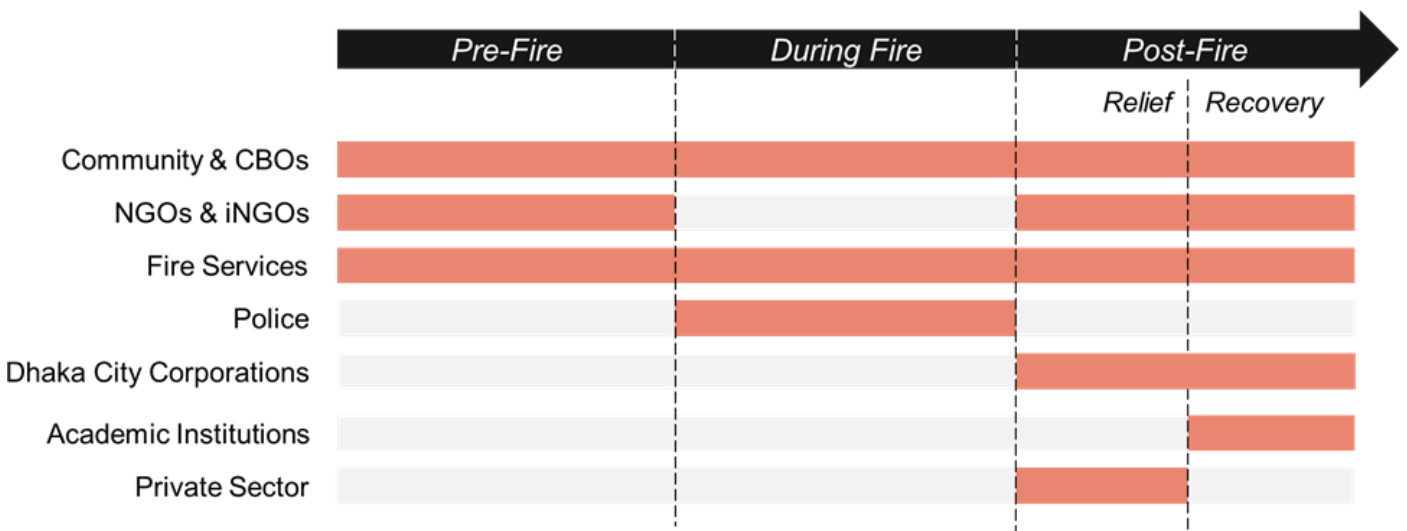 Pre-Fire During Fire Post-Fire
Relief Recovery
Community & CBOs
NGOs & iNGOs
Fire Services
Police
Dhaka City Corporations
Academic Institutions
Private Sector